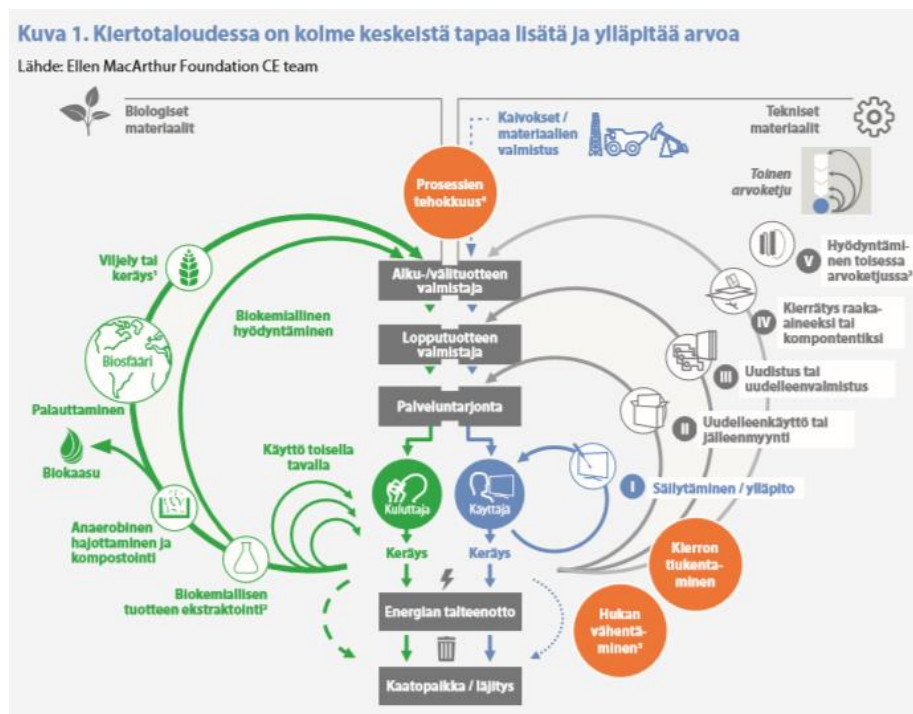 Kuva 1. Kiertotaloudessa on kolme keskeistä tapaa lisätä ja ylläpitää arvoa
Lähde: Ellen MacArthur Foundation CE team
Biologiset
materiaalit
Kaivokset /
materiaalien
valmistus
Tekniset
materiaalit
Toinen
arvoketju
Prosessien
tehokkuus⁴
Viljely tai
keräys¹
Alku-/välituotteen
valmistaja
V
Hyödyntämi-
nen toisessa
arvoketjussa³
Biokemiallinen
hyödyntäminen
IV
Kierrätys raaka-
aineeksi tai
kompontentiksi
Biosfääri
Lopputuotteen
valmistaja
III
Uudistus tai
uudelleenvalmistus
Palauttaminen
Palveluntarjonta
II
Uudelleenkäyttö tai
jälleenmyynti
Biokaasu
Käyttö toisella
tavalla
Kuluttaja
Käyttäjä
I
Säilytäminen / ylläpito
Anaerobinen
hajottaminen ja
kompostointi
Keräys
Keräys
Kierron
tiukenta-
minen
Biokemiallisen
tuotteen ekstraktointi²
Energian talteenotto
Hukan
vähentä-
minen⁵
Kaatopaikka / läjitys